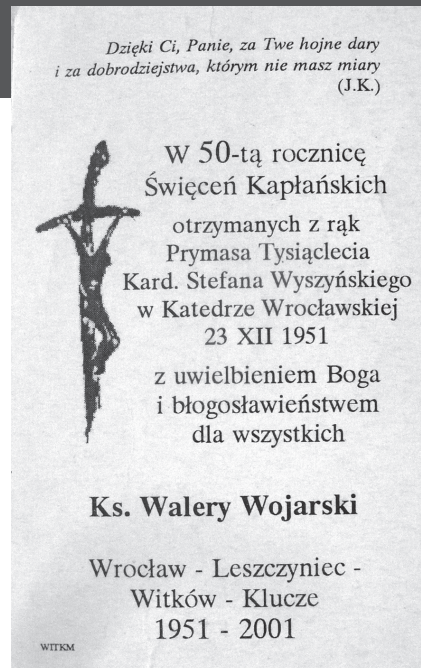 Dzięki Ci, Panie, za Twe hojne dary
i za dobrodziejstwa, którym nie masz miary
(J.K.)
W 50-tą rocznicę
Święceń Kapłańskich
otrzymanych z rąk
Prymasa Tysiąclecia
Kard. Stefana Wyszyńskiego
w Katedrze Wrocławskiej
23 XII 1951
z uwielbieniem Boga
i błogosławieństwem
dla wszystkich
Ks. Walery Wojarski
Wrocław - Leszczyniec -
Witków - Klucze
1951 - 2001
WITKM